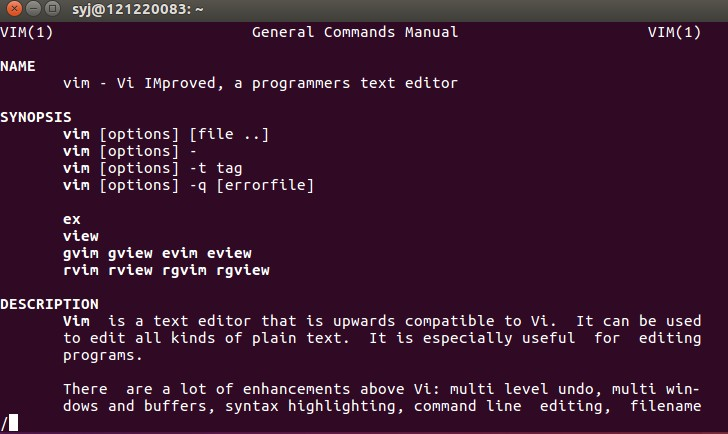 syj@121220083: ~
VIM(1) General Commands Manual VIM(1)
NAME
vim - Vi IMproved, a programmers text editor
SYNOPSIS
vim [options] [file ..]
vim [options] -
vim [options] -t tag
vim [options] -q [errorfile]
ex
view
gvim gview evim eview
rvim rview rgvim rgview
DESCRIPTION
Vim is a text editor that is upwards compatible to Vi. It can be used
to edit all kinds of plain text. It is especially useful for editing
programs.
There are a lot of enhancements above Vi: multi level undo, multi win-
dows and buffers, syntax highlighting, command line editing, filename
/